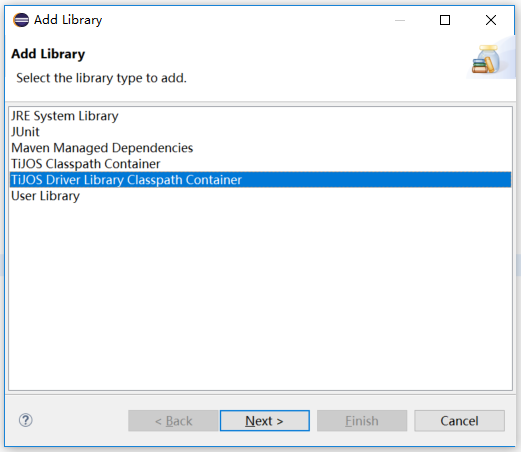 Add Library
Add Library
Select the library type to add.
JRE System Library
JUnit
Maven Managed Dependencies
TiJOS Classpath Container
TiJOS Driver Library Classpath Container
User Library
? < Back Next > Finish Cancel